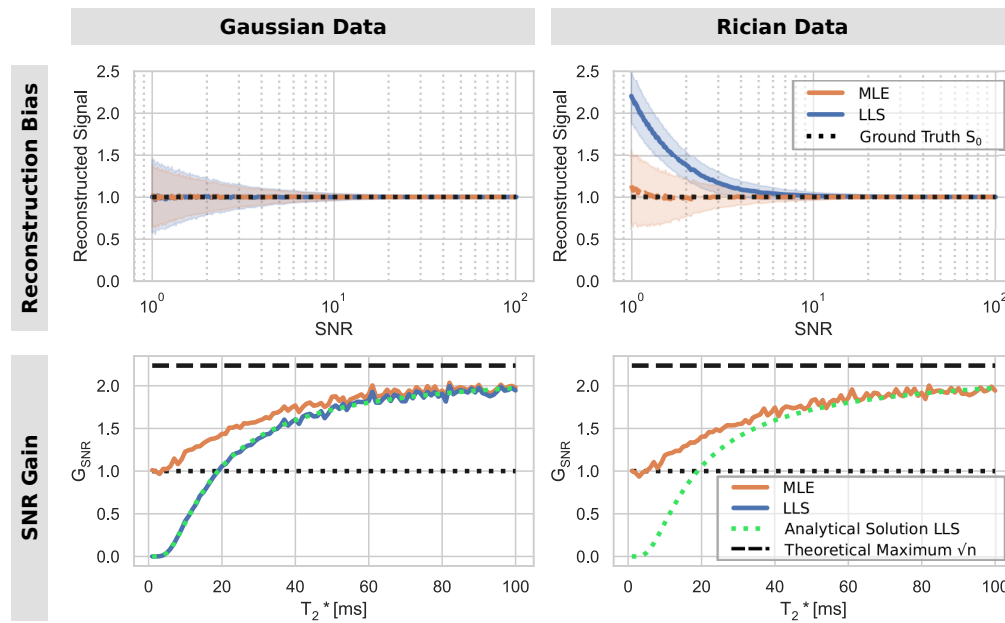 Gaussian Data
Rician Data
Reconstruction Bias
Reconstructed Signal
2.5
2.0
1.5
1.0
0.5
0.0
10⁰
10¹
10²
SNR
Reconstructed Signal
2.5
2.0
1.5
1.0
0.5
0.0
10⁰
10¹
10²
SNR
MLE
LLS
Ground Truth S₀
SNR Gain
G_SNR
2.0
1.5
1.0
0.5
0.0
0
20
40
60
80
100
T₂* [ms]
G_SNR
2.0
1.5
1.0
0.5
0.0
0
20
40
60
80
100
T₂* [ms]
MLE
LLS
Analytical Solution LLS
Theoretical Maximum √n